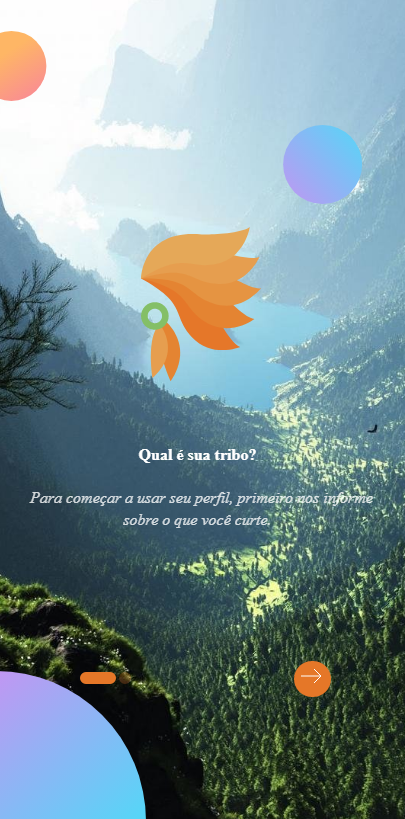 Qual é sua tribo?
Para começar a usar seu perfil, primeiro nos informe
sobre o que você curte.